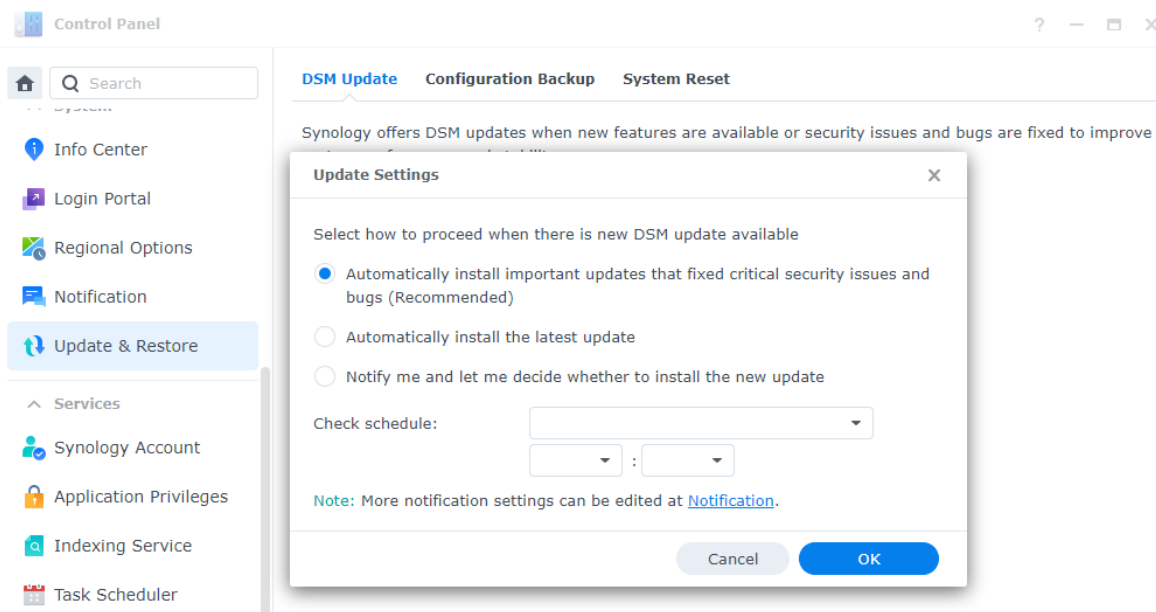 Control Panel
?
Search
DSM Update Configuration Backup System Reset
Synology offers DSM updates when new features are available or security issues and bugs are fixed to improve
Info Center
Login Portal
Regional Options
Notification
Update & Restore
Services
Synology Account
Application Privileges
Indexing Service
Task Scheduler
Update Settings
Select how to proceed when there is new DSM update available
Automatically install important updates that fixed critical security issues and
bugs (Recommended)
Automatically install the latest update
Notify me and let me decide whether to install the new update
Check schedule:
:
Note: More notification settings can be edited at Notification.
Cancel OK